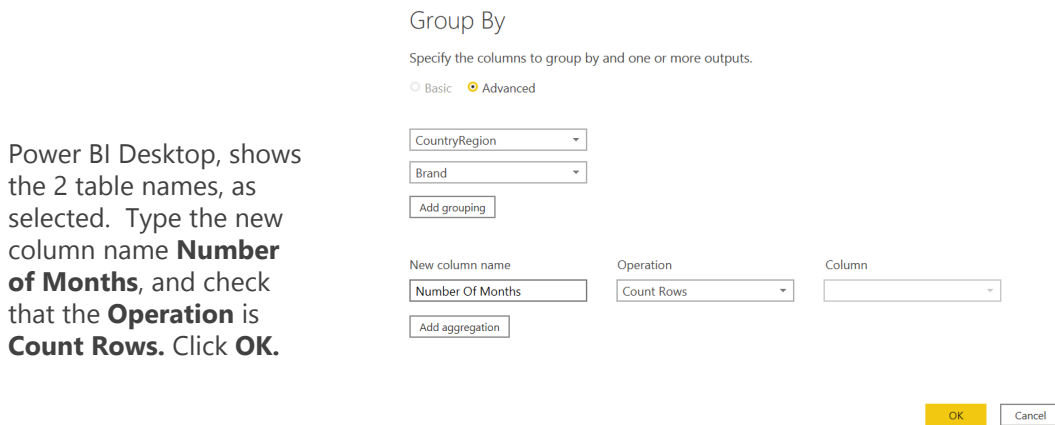 Power BI Desktop, shows
the 2 table names, as
selected. Type the new
column name Number
of Months, and check
that the Operation is
Count Rows. Click OK.
Group By
Specify the columns to group by and one or more outputs.
Basic Advanced
CountryRegion
Brand
Add grouping
New column name Operation Column
Number Of Months Count Rows
Add aggregation
OK Cancel